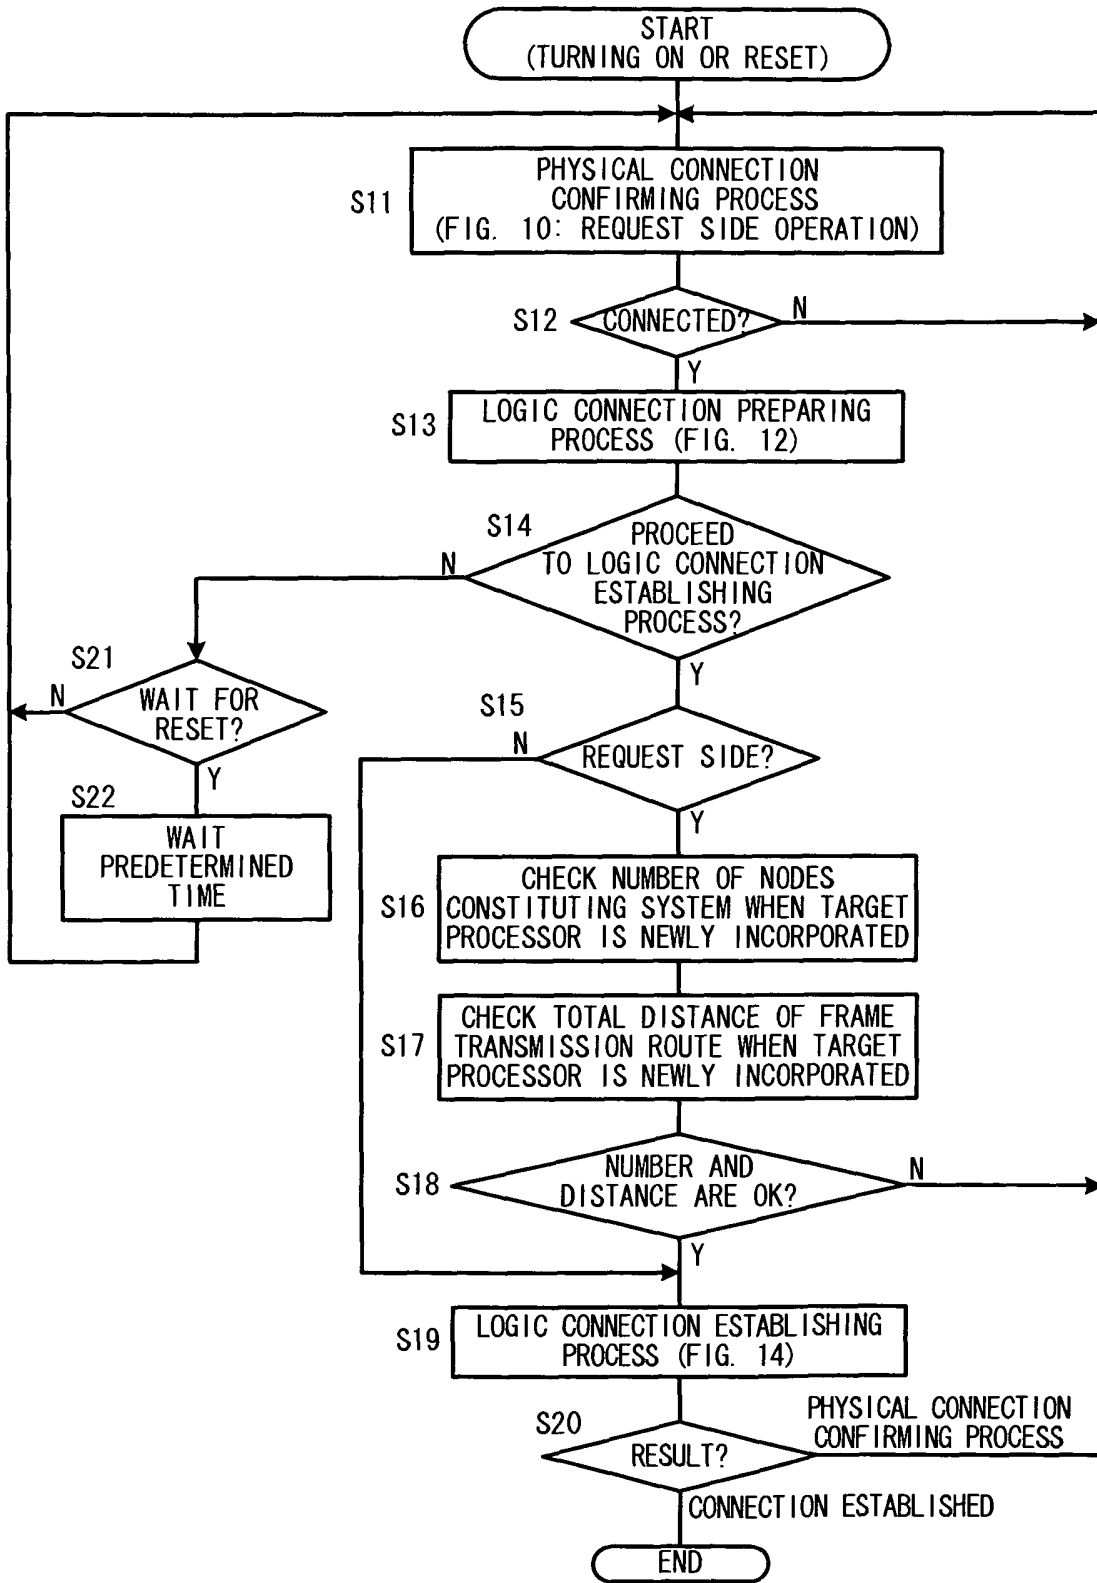 START
(TURNING ON OR RESET)
S11
PHYSICAL CONNECTION
CONFIRMING PROCESS
(FIG. 10: REQUEST SIDE OPERATION)
S12
CONNECTED?
N
Y
S13
LOGIC CONNECTION PREPARING
PROCESS (FIG. 12)
S14
PROCEED
TO LOGIC CONNECTION
ESTABLISHING
PROCESS?
N
Y
S21
WAIT FOR
RESET?
N
Y
S22
WAIT
PREDETERMINED
TIME
S15
REQUEST SIDE?
N
Y
S16
CHECK NUMBER OF NODES
CONSTITUTING SYSTEM WHEN TARGET
PROCESSOR IS NEWLY INCORPORATED
S17
CHECK TOTAL DISTANCE OF FRAME
TRANSMISSION ROUTE WHEN TARGET
PROCESSOR IS NEWLY INCORPORATED
S18
NUMBER AND
DISTANCE ARE OK?
N
Y
S19
LOGIC CONNECTION ESTABLISHING
PROCESS (FIG. 14)
S20
RESULT?
PHYSICAL CONNECTION
CONFIRMING PROCESS
CONNECTION ESTABLISHED
END